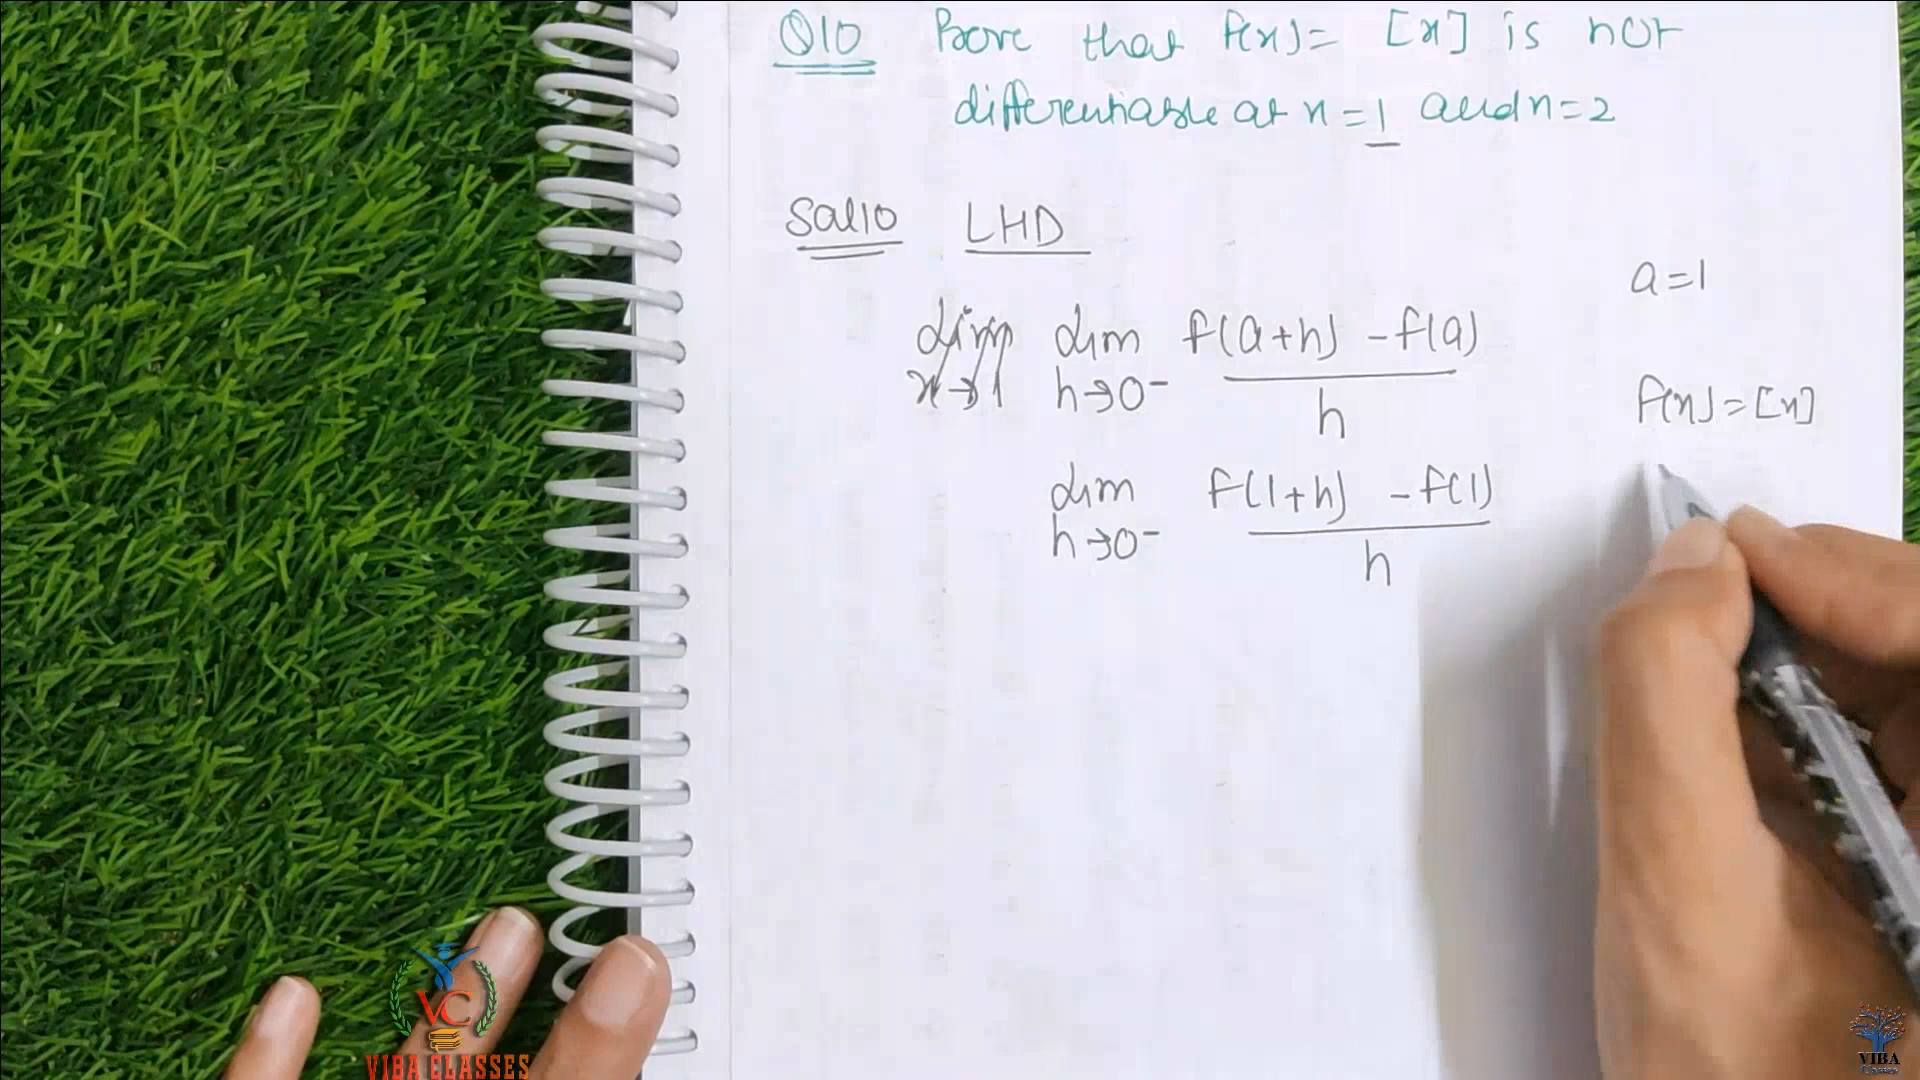 Q10 Prove that f(x) = [x] is not
differentiable at x = 1 and x = 2
Sol10 LHD
a = 1
lim x→1 lim h→0⁻ f(a+h) - f(a) / h
f(x) = [x]
lim h→0⁻ f(1+h) - f(1) / h
VC
VIBA CLASSES
VIBA
Classes